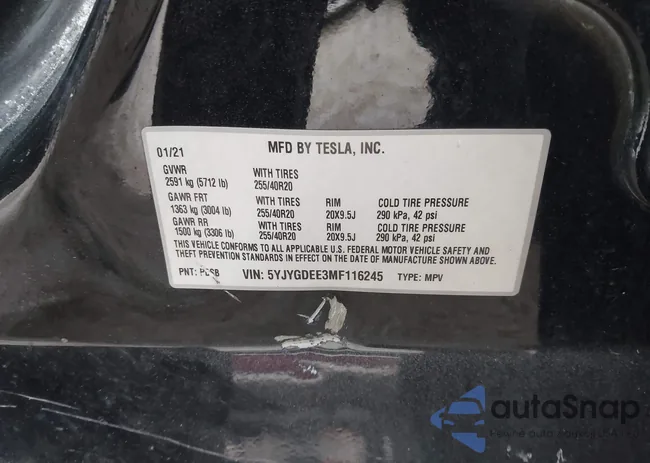 01/21 MFD BY TESLA, INC.
GVWR WITH TIRES
2591 kg (5712 lb) 255/40R20
GAWR FRT WITH TIRES RIM COLD TIRE PRESSURE
1363 kg (3004 lb) 255/40R20 20X9.5J 290 kPa, 42 psi
GAWR RR WITH TIRES RIM COLD TIRE PRESSURE
1500 kg (3306 lb) 255/40R20 20X9.5J 290 kPa, 42 psi
THIS VEHICLE CONFORMS TO ALL APPLICABLE U.S. FEDERAL MOTOR VEHICLE SAFETY AND
THEFT PREVENTION STANDARDS IN EFFECT ON DATE OF MANUFACTURE SHOWN ABOVE.
PNT: VIN: 5YJYGDEE3MF116245 TYPE: MPV
autaSnap